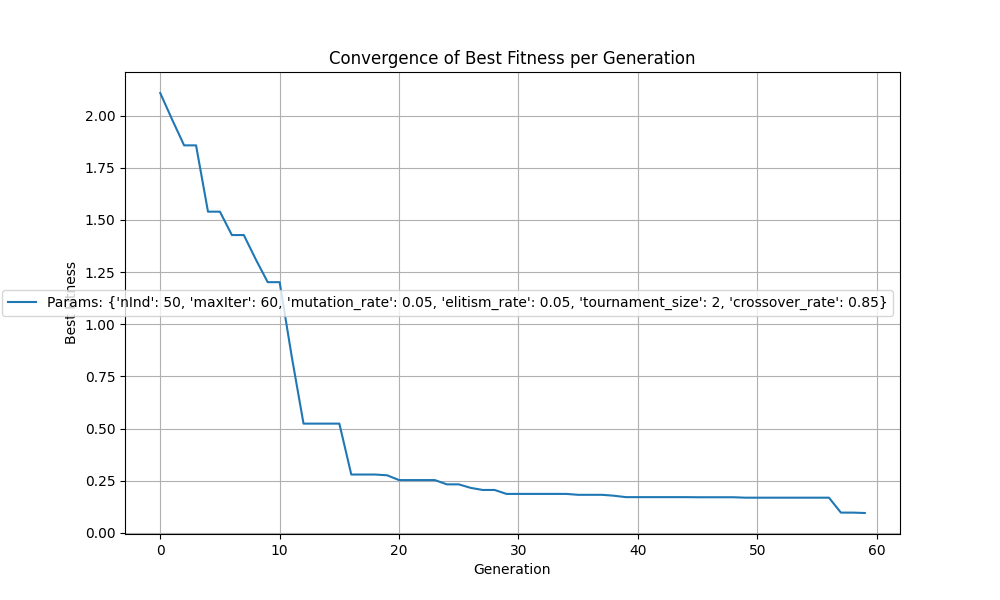 Convergence of Best Fitness per Generation
2.00
1.75
1.50
1.25
Params: {'nInd': 50, 'maxIter': 60, 'mutation_rate': 0.05, 'elitism_rate': 0.05, 'tournament_size': 2, 'crossover_rate': 0.85}
Best Fitness
1.00
0.75
0.50
0.25
0.00
0 10 20 30 40 50 60
Generation